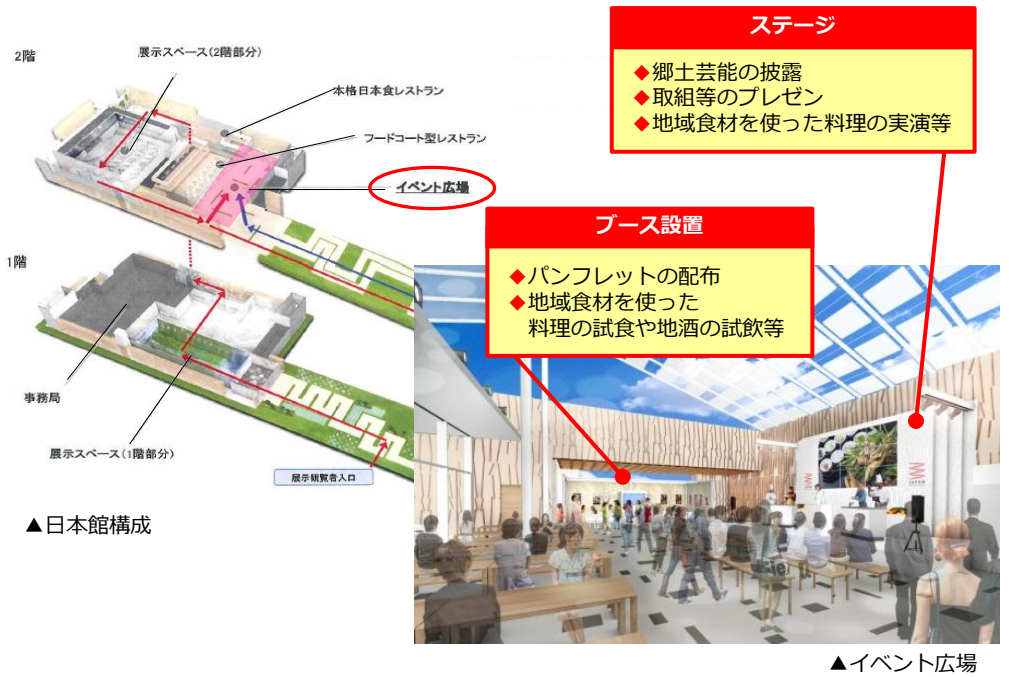 ステージ
◆郷土芸能の披露
◆取組等のプレゼン
◆地域食材を使った料理の実演等
2階
展示スペース(2階部分)
本格日本食レストラン
フードコート型レストラン
イベント広場
ブース設置
◆パンフレットの配布
◆地域食材を使った
料理の試食や地酒の試飲等
1階
事務局
展示スペース(1階部分)
展示観覧者入口
▲日本館構成
JAPAN
▲イベント広場